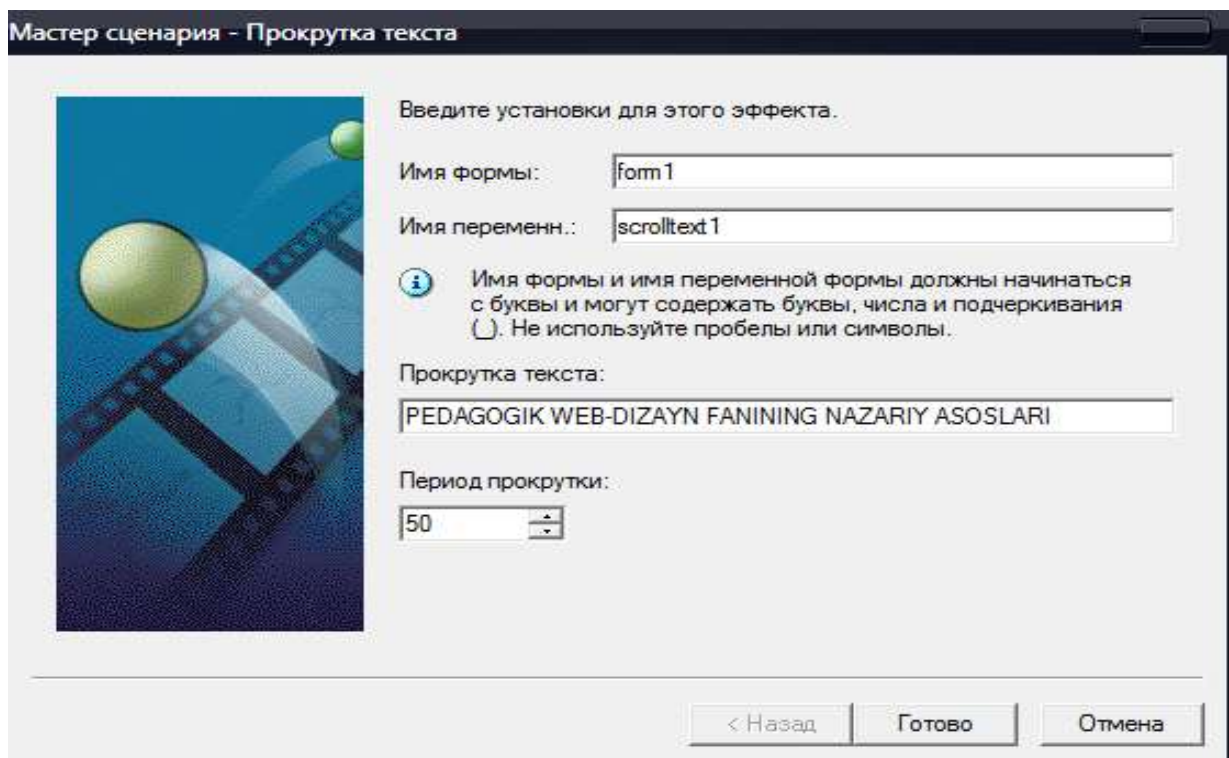 Мастер сценария - Прокрутка текста
Введите установки для этого эффекта.
Имя формы: form1
Имя переменн.: scrolltext1
Имя формы и имя переменной формы должны начинаться
с буквы и могут содержать буквы, числа и подчеркивания
(_). Не используйте пробелы или символы.
Прокрутка текста:
PEDAGOGIK WEB-DIZAYN FANINING NAZARIY ASOSLARI
Период прокрутки:
50
< Назад Готово Отмена